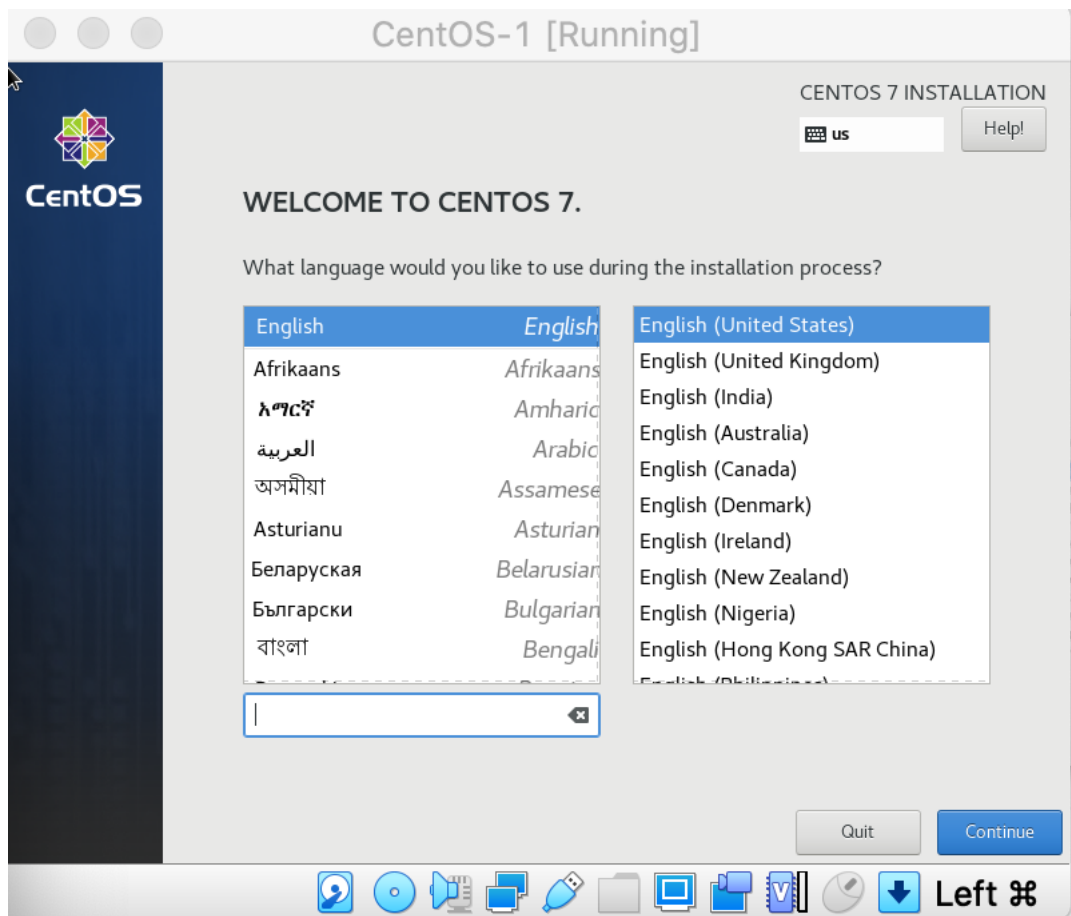 CentOS-1 [Running]
CENTOS 7 INSTALLATION
us
Help!
CentOS
WELCOME TO CENTOS 7.
What language would you like to use during the installation process?
English English
Afrikaans Afrikaans
አማርኛ Amharic
العربية Arabic
অসমীয়া Assamese
Asturianu Asturian
Беларуская Belarusian
Български Bulgarian
বাংলা Bengali
English (United States)
English (United Kingdom)
English (India)
English (Australia)
English (Canada)
English (Denmark)
English (Ireland)
English (New Zealand)
English (Nigeria)
English (Hong Kong SAR China)
English (Philippines)
Quit
Continue
V
Left ⌘